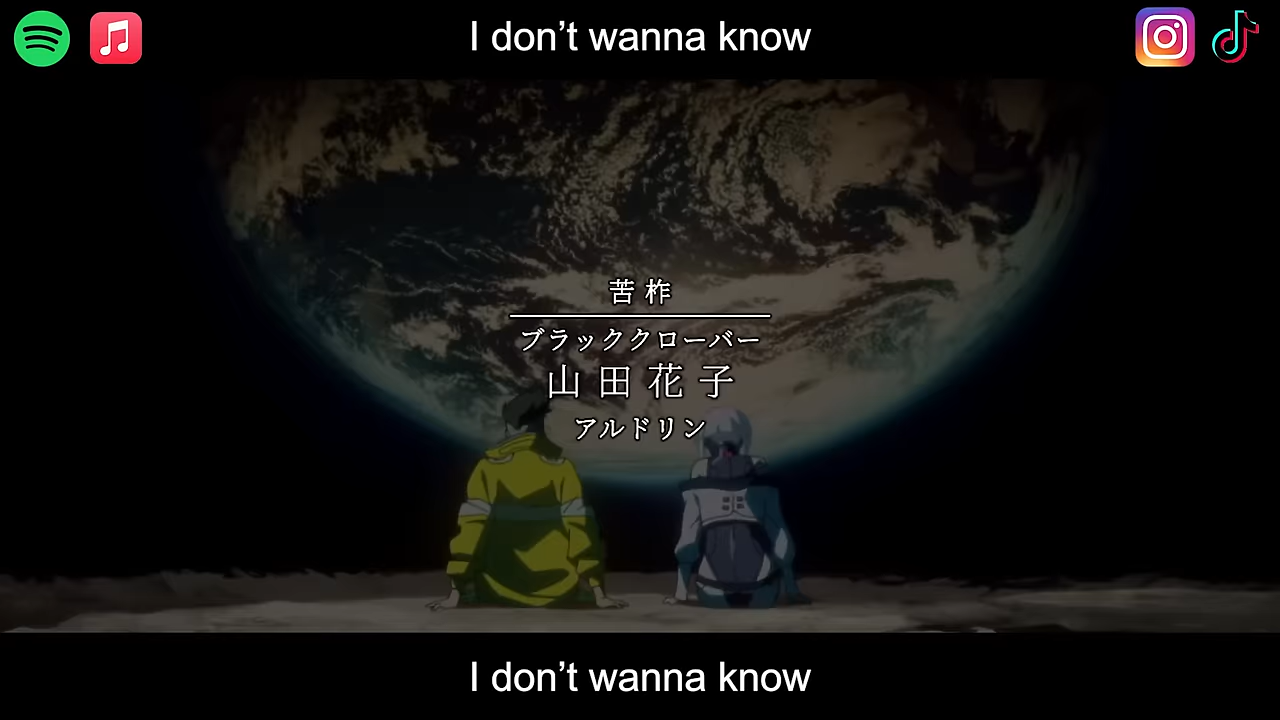 I don’t wanna know
苦 柞
ブラッククローバー
山 田 花 子
アルドリン
I don’t wanna know